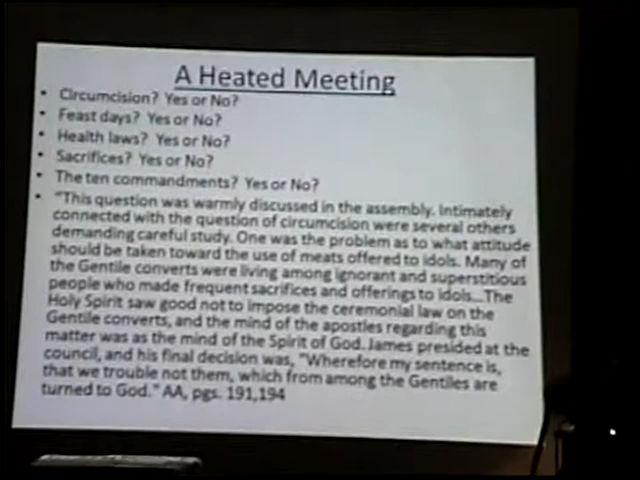 A Heated Meeting
• Circumcision? Yes or No?
• Feast days? Yes or No?
• Health laws? Yes or No?
• Sacrifices? Yes or No?
• The ten commandments? Yes or No?
• "This question was warmly discussed in the assembly. Intimately
connected with the question of circumcision were several others
demanding careful study. One was the problem as to what attitude
should be taken toward the use of meats offered to idols. Many of
the Gentile converts were living among ignorant and superstitious
people who made frequent sacrifices and offerings to idols...The
Holy Spirit saw good not to impose the ceremonial law on the
Gentile converts, and the mind of the apostles regarding this
matter was as the mind of the Spirit of God. James presided at the
council, and his final decision was, "Wherefore my sentence is,
that we trouble not them, which from among the Gentiles are
turned to God." AA, pgs. 191,194